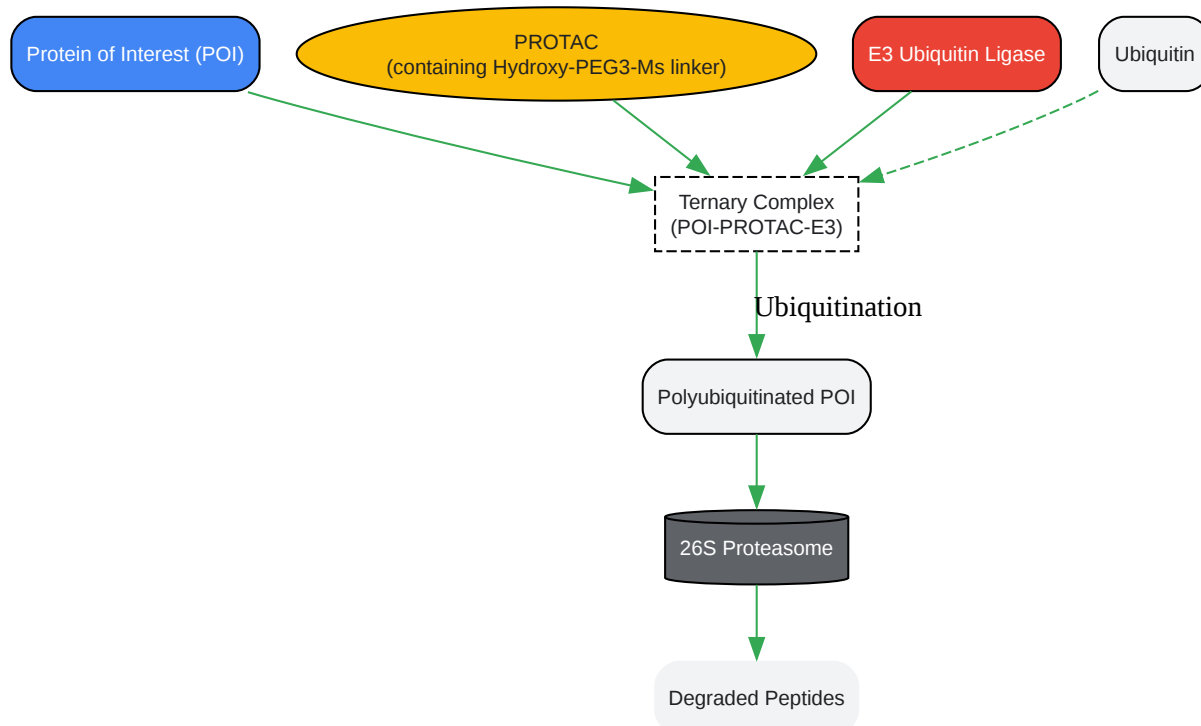 Protein of Interest (POI)
PROTAC
(containing Hydroxy-PEG3-Ms linker)
E3 Ubiquitin Ligase
Ubiquitin
Ternary Complex
(POI-PROTAC-E3)
Ubiquitination
Polyubiquitinated POI
26S Proteasome
Degraded Peptides